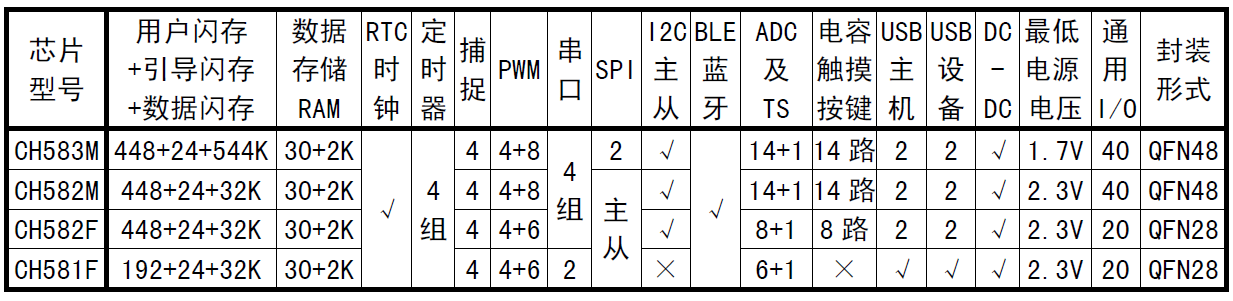 芯片型号 用户闪存+引导闪存+数据闪存 数据存储RAM RTC时钟 定时器 捕捉 PWM 串口 SPI I2C主从 BLE蓝牙 ADC及TS 电容触摸按键 USB主机 USB设备 DC-DC 最低电源电压 通用I/O 封装形式
CH583M 448+24+544K 30+2K √ 4组 4 4+8 4组 2 √ √ 14+1 14路 2 2 √ 1.7V 40 QFN48
CH582M 448+24+32K 30+2K 4 4+8 主从 √ 14+1 14路 2 2 √ 2.3V 40 QFN48
CH582F 448+24+32K 30+2K 4 4+6 √ 8+1 8路 2 2 √ 2.3V 20 QFN28
CH581F 192+24+32K 30+2K 4 4+6 2 × 6+1 × √ √ √ 2.3V 20 QFN28